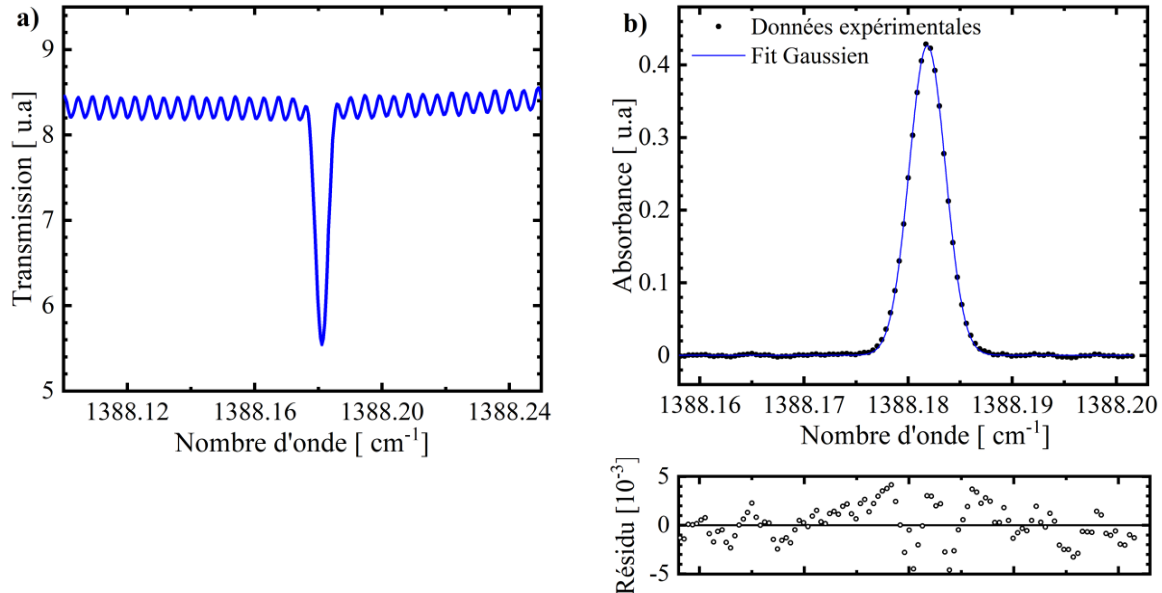 a)
9
8
7
6
5
Transmission [ u.a]
1388.12 1388.16 1388.20 1388.24
Nombre d'onde [ cm⁻¹]
b)
Données expérimentales
Fit Gaussien
0.4
0.3
0.2
0.1
0
Absorbance [ u.a]
1388.16 1388.17 1388.18 1388.19 1388.20
Nombre d'onde [ cm⁻¹]
5
0
-5
Résidu [10⁻³]